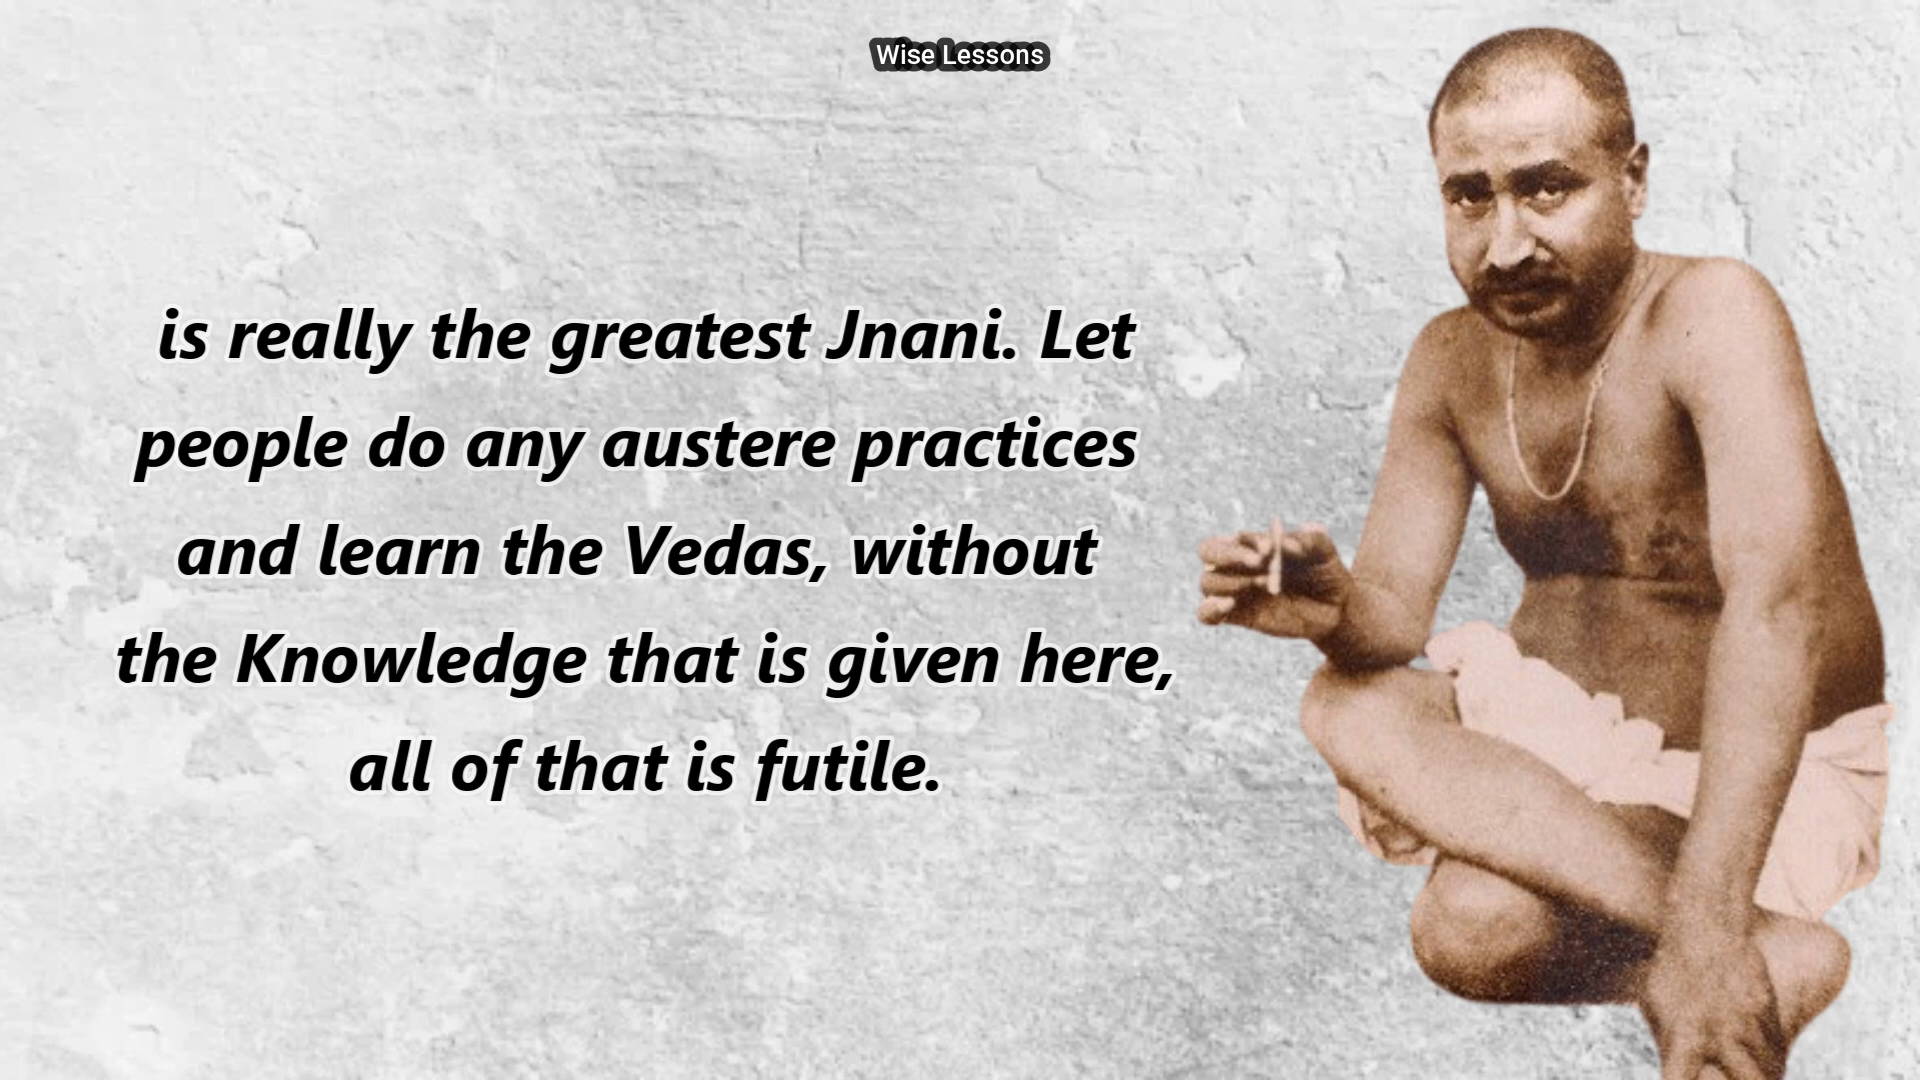 Wise Lessons
is really the greatest Jnani. Let
people do any austere practices
and learn the Vedas, without
the Knowledge that is given here,
all of that is futile.